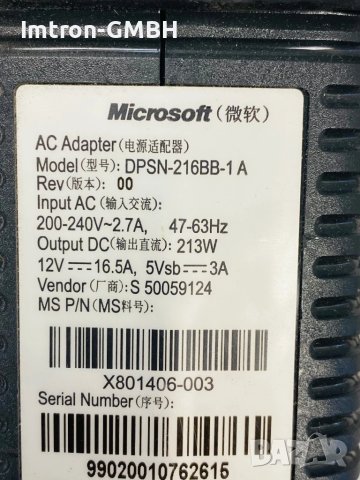 Imtron-GMBH
Microsoft (微软)
AC Adapter (电源适配器)
Model (型号): DPSN-216BB-1 A
Rev (版本): 00
Input AC (输入交流):
200-240V~2.7A, 47-63Hz
Output DC(输出直流): 213W
12V⎓16.5A, 5Vsb⎓3A
Vendor (厂商): S 50059124
MS P/N (MS料号):
X801406-003
Serial Number (序号):
99020010762615
BAZAR